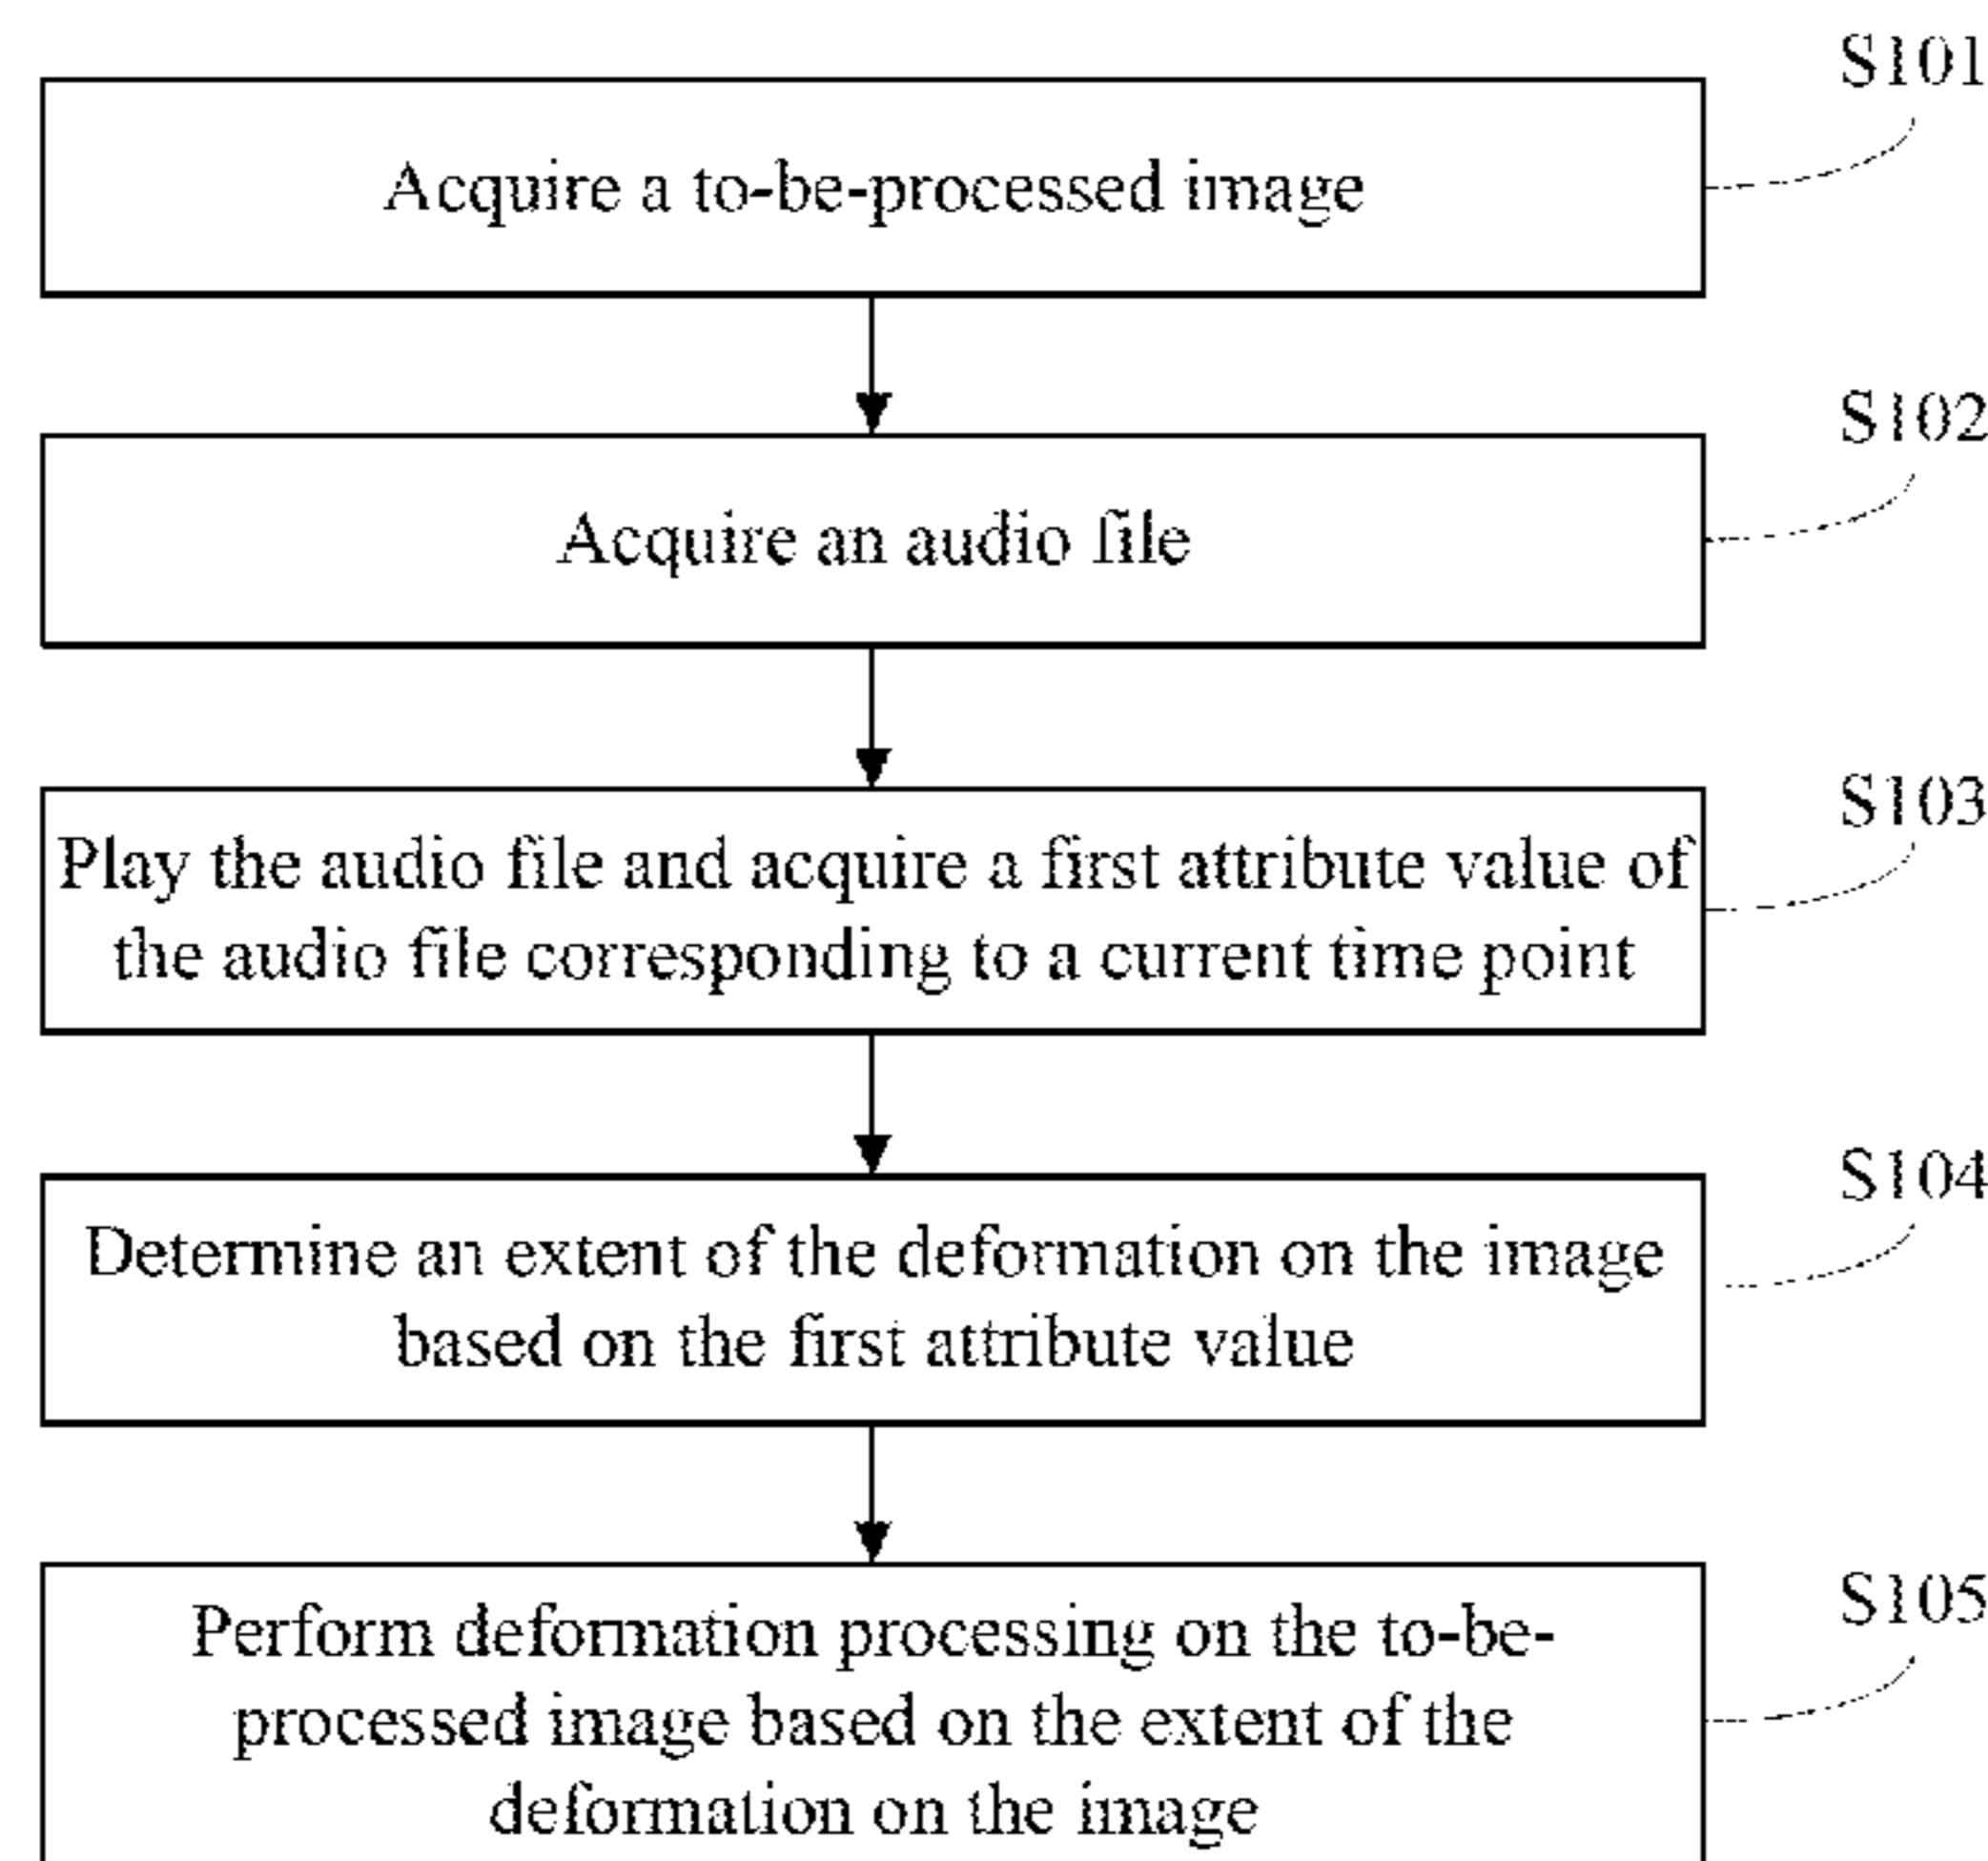 S101
Acquire a to-be-processed image
S102
Acquire an audio file
S103
Play the audio file and acquire a first attribute value of
the audio file corresponding to a current time point
S104
Determine an extent of the deformation on the image
based on the first attribute value
S105
Perform deformation processing on the to-be-
processed image based on the extent of the
deformation on the image